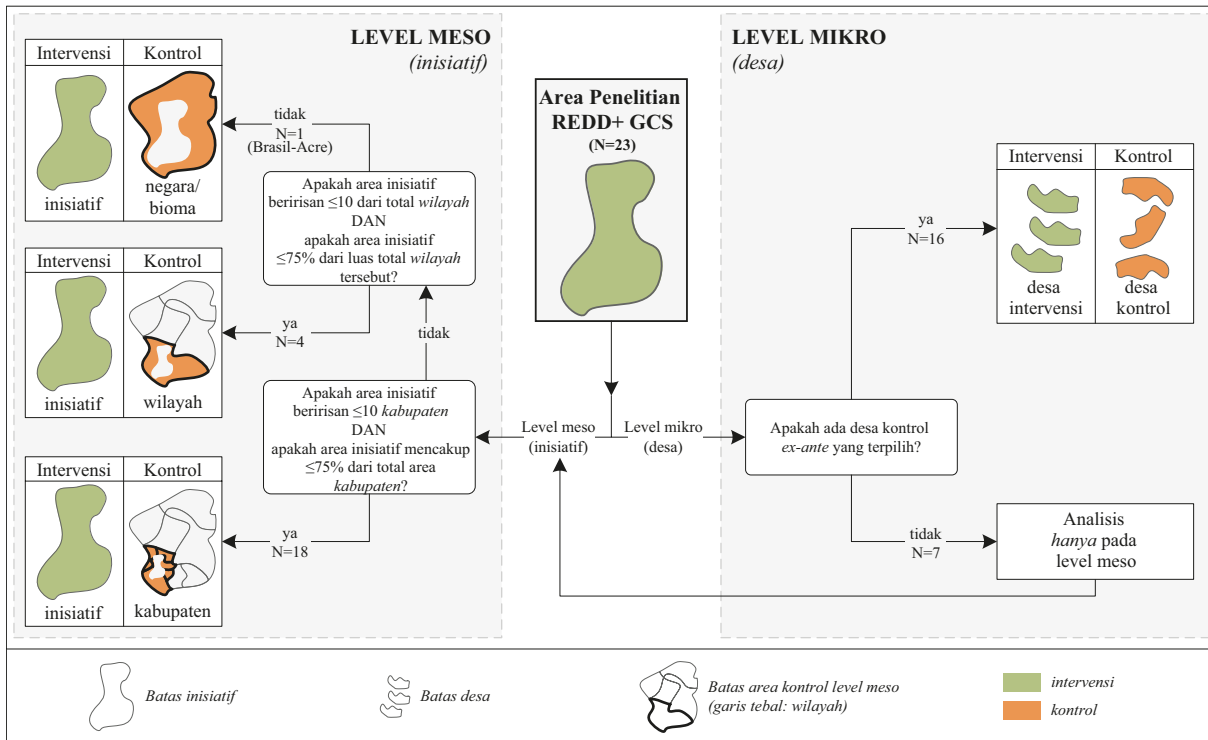 LEVEL MESO
(inisiatif)
Intervensi
Kontrol
inisiatif
negara/
bioma
tidak
N=1
(Brasil-Acre)
Apakah area inisiatif
beririsan ≤10 dari total wilayah
DAN
apakah area inisiatif
≤75% dari luas total wilayah
tersebut?
Intervensi
Kontrol
inisiatif
wilayah
ya
N=4
tidak
Apakah area inisiatif
beririsan ≤10 kabupaten
DAN
apakah area inisiatif mencakup
≤75% dari total area
kabupaten?
Intervensi
Kontrol
inisiatif
kabupaten
ya
N=18
Area Penelitian
REDD+ GCS
(N=23)
Level meso
(inisiatif)
Level mikro
(desa)
LEVEL MIKRO
(desa)
Apakah ada desa kontrol
ex-ante yang terpilih?
ya
N=16
Intervensi
Kontrol
desa
intervensi
desa
kontrol
tidak
N=7
Analisis
hanya pada
level meso
Batas inisiatif
Batas desa
Batas area kontrol level meso
(garis tebal: wilayah)
intervensi
kontrol